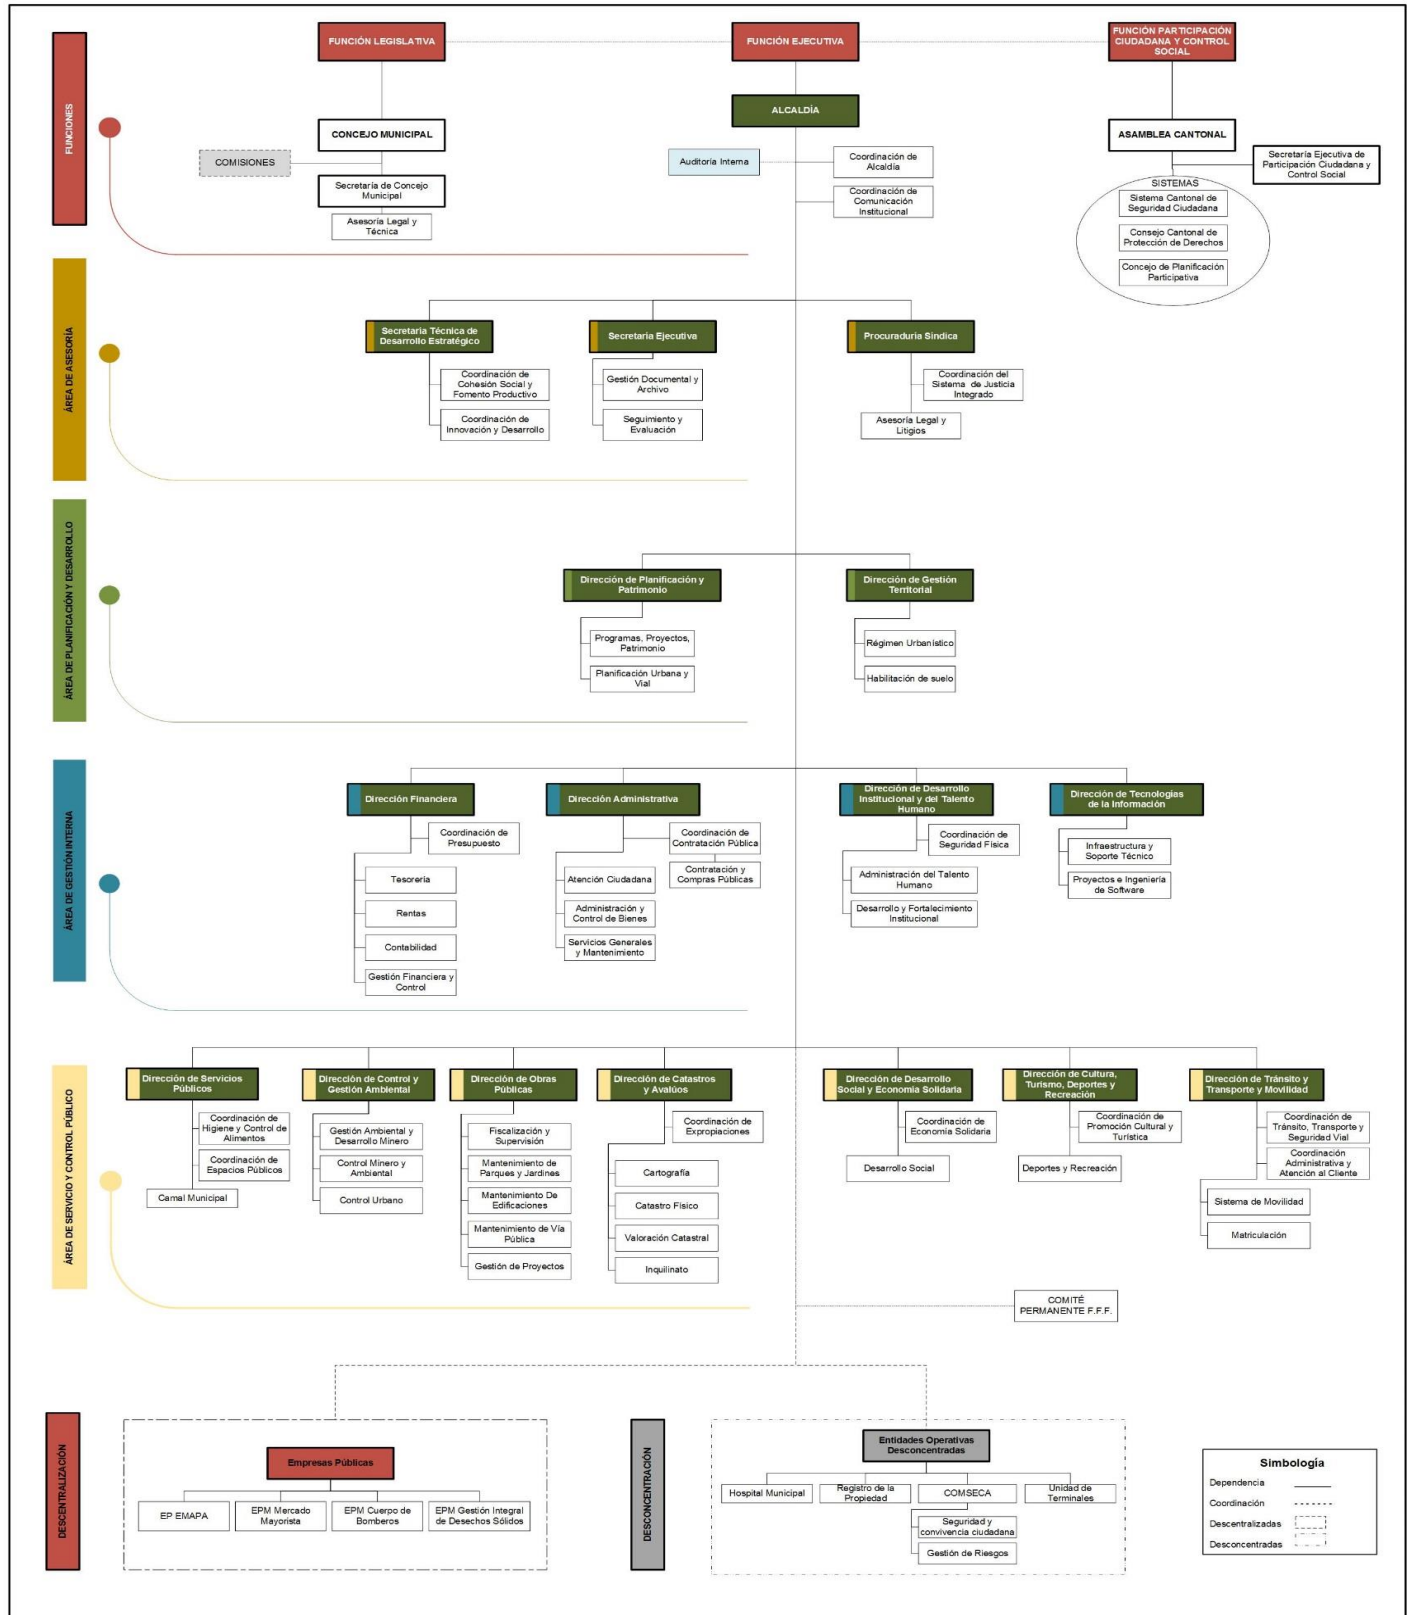 FUNCIONES
FUNCIÓN LEGISLATIVA
FUNCIÓN EJECUTIVA
FUNCIÓN PARTICIPACIÓN
CIUDADANA Y CONTROL
SOCIAL
ALCALDÍA
CONCEJO MUNICIPAL
ASAMBLEA CANTONAL
COMISIONES
Auditoría Interna
Coordinación de
Alcaldía
Secretaría Ejecutiva de
Participación Ciudadana y
Control Social
Secretaría de Concejo
Municipal
Asesoría Legal y
Técnica
Coordinación de
Comunicación
Institucional
SISTEMAS
Sistema Cantonal de
Seguridad Ciudadana
Consejo Cantonal de
Protección de Derechos
Concejo de Planificación
Participativa
ÁREA DE ASESORÍA
Secretaría Técnica de
Desarrollo Estratégico
Coordinación de
Cohesión Social y
Fomento Productivo
Coordinación de
Innovación y Desarrollo
Secretaria Ejecutiva
Gestión Documental y
Archivo
Seguimiento y
Evaluación
Procuraduría Síndica
Coordinación del
Sistema de Justicia
Integrado
Asesoría Legal y
Litigios
ÁREA DE PLANIFICACIÓN Y DESARROLLO
Dirección de Planificación y
Patrimonio
Programas, Proyectos,
Patrimonio
Planificación Urbana y
Vial
Dirección de Gestión
Territorial
Régimen Urbanístico
Habilitación de suelo
ÁREA DE GESTIÓN INTERNA
Dirección Financiera
Coordinación de
Presupuesto
Tesorería
Rentas
Contabilidad
Gestión Financiera y
Control
Dirección Administrativa
Coordinación de
Contratación Pública
Contratación y
Compras Públicas
Atención Ciudadana
Administración y
Control de Bienes
Servicios Generales
y Mantenimiento
Dirección de Desarrollo
Institucional y del Talento
Humano
Coordinación de
Seguridad Física
Administración del Talento
Humano
Desarrollo y Fortalecimiento
Institucional
Dirección de Tecnologías
de la Información
Infraestructura y
Soporte Técnico
Proyectos e Ingeniería
de Software
ÁREA DE SERVICIO Y CONTROL PÚBLICO
Dirección de Servicios
Públicos
Coordinación de
Higiene y Control de
Alimentos
Coordinación de
Espacios Públicos
Camal Municipal
Dirección de Control y
Gestión Ambiental
Gestión Ambiental y
Desarrollo Minero
Control Minero y
Ambiental
Control Urbano
Dirección de Obras
Públicas
Fiscalización y
Supervisión
Mantenimiento de
Parques y Jardines
Mantenimiento De
Edificaciones
Mantenimiento de Vía
Pública
Gestión de Proyectos
Dirección de Catastros
y Avalúos
Coordinación de
Expropiaciones
Cartografía
Catastro Físico
Valoración Catastral
Inquilinato
Dirección de Desarrollo
Social y Economía Solidaria
Coordinación de
Economía Solidaria
Desarrollo Social
Dirección de Cultura,
Turismo, Deportes y
Recreación
Coordinación de
Promoción Cultural y
Turística
Deportes y Recreación
Dirección de Tránsito y
Transporte y Movilidad
Coordinación de
Tránsito, Transporte y
Seguridad Vial
Coordinación
Administrativa y
Atención al Cliente
Sistema de Movilidad
Matriculación
COMITÉ
PERMANENTE F.F.F.
DESCENTRALIZACIÓN
Empresas Públicas
EP EMAPA
EPM Mercado
Mayorista
EPM Cuerpo de
Bomberos
EPM Gestión Integral
de Desechos Sólidos
DESCONCENTRACIÓN
Entidades Operativas
Desconcentradas
Hospital Municipal
Registro de la
Propiedad
COMSECA
Unidad de
Terminales
Seguridad y
convivencia ciudadana
Gestión de Riesgos
Simbología
Dependencia
Coordinación
Descentralizadas
Desconcentradas